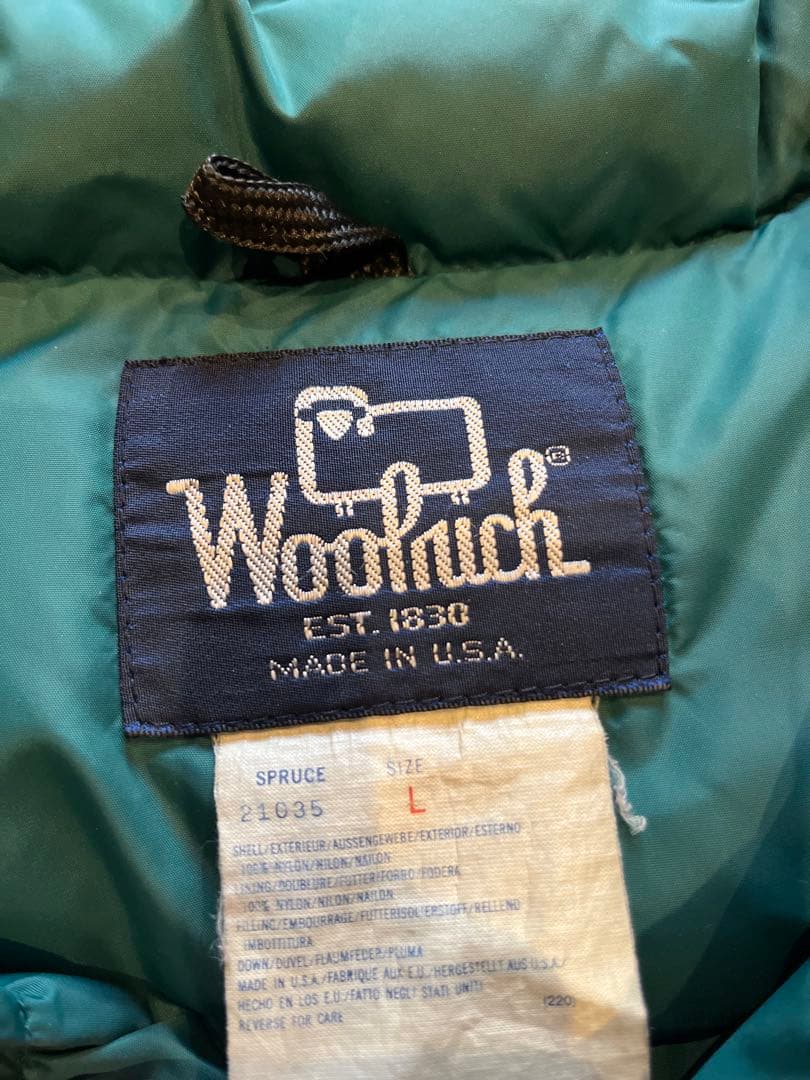 Woolrich®
EST. 1830
MADE IN U.S.A.
SPRUCE SIZE
21035 L
SHELL/EXTERIEUR/AUSSENGEWEBE/EXTERIOR/ESTERNO
100% NYLON/NILON/NAILON
LINING/DOUBLURE/FUTTER/FORRO/FODERA
100% NYLON/NILON/NAILON
FILLING/EMBOURRAGE/FUTTERISOLIERSTOFF/RELLENO
IMBOTTITURA
DOWN/DUVEL/FLAUMFEDER/PLUMA
MADE IN U.S.A./FABRIQUE AUX E.U./HERGESTELLT AUS U.S.A./
HECHO EN LOS E.U./FATTO NEGLI STATI UNITI
(220)
REVERSE FOR CARE